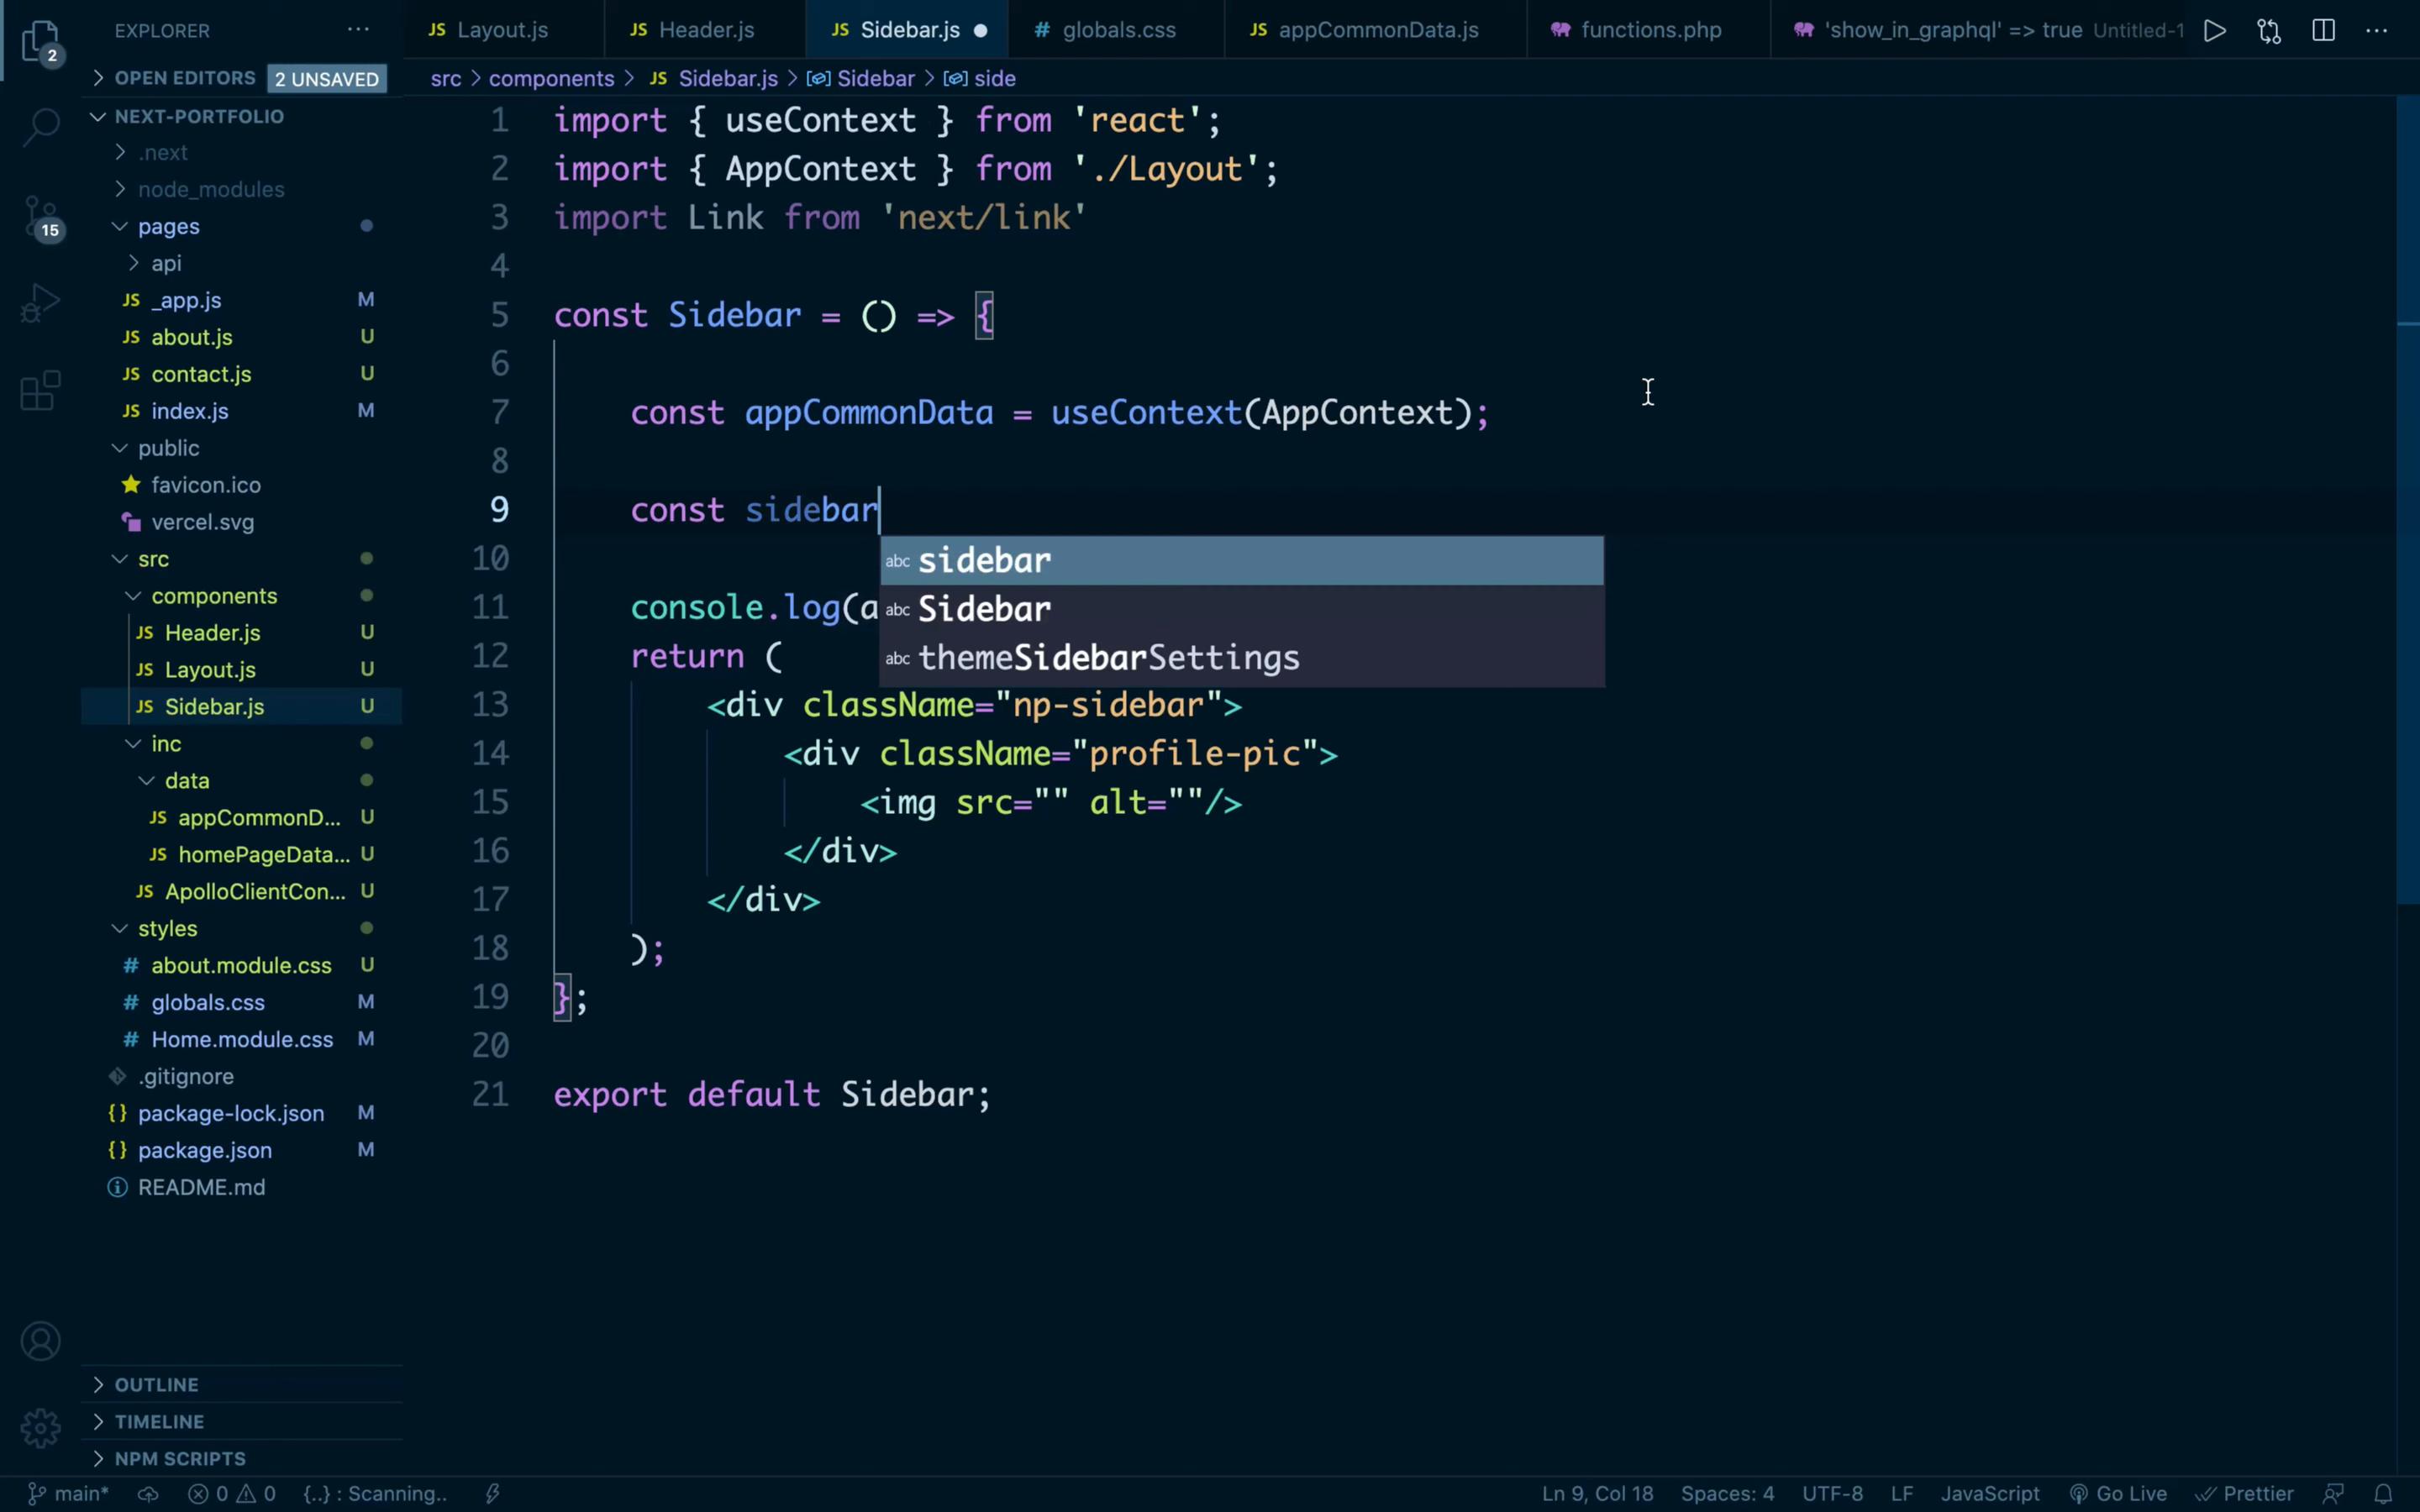 EXPLORER ...
2
OPEN EDITORS 2 UNSAVED
NEXT-PORTFOLIO
.next
node_modules
15
pages
api
JS _app.js M
JS about.js U
JS contact.js U
JS index.js M
public
favicon.ico
vercel.svg
src
components
JS Header.js U
JS Layout.js U
JS Sidebar.js U
inc
data
JS appCommonD... U
JS homePageData... U
JS ApolloClientCon... U
styles
# about.module.css U
# globals.css M
# Home.module.css M
.gitignore
{} package-lock.json M
{} package.json M
README.md
OUTLINE
TIMELINE
NPM SCRIPTS
JS Layout.js JS Header.js JS Sidebar.js # globals.css JS appCommonData.js functions.php 'show_in_graphql' => true Untitled-1 ...
src > components > JS Sidebar.js > Sidebar > side
1 import { useContext } from 'react';
2 import { AppContext } from './Layout';
3 import Link from 'next/link'
4
5 const Sidebar = () => {
6
7 const appCommonData = useContext(AppContext);
8
9 const sidebar
abc sidebar
10
11 console.log(a
abc Sidebar
12 return (
abc themeSidebarSettings
13 <div className="np-sidebar">
14 <div className="profile-pic">
15 <img src="" alt=""/>
16 </div>
17 </div>
18 );
19 };
20
21 export default Sidebar;
main* 0 0 {..} : Scanning.. Ln 9, Col 18 Spaces: 4 UTF-8 LF JavaScript Go Live Prettier